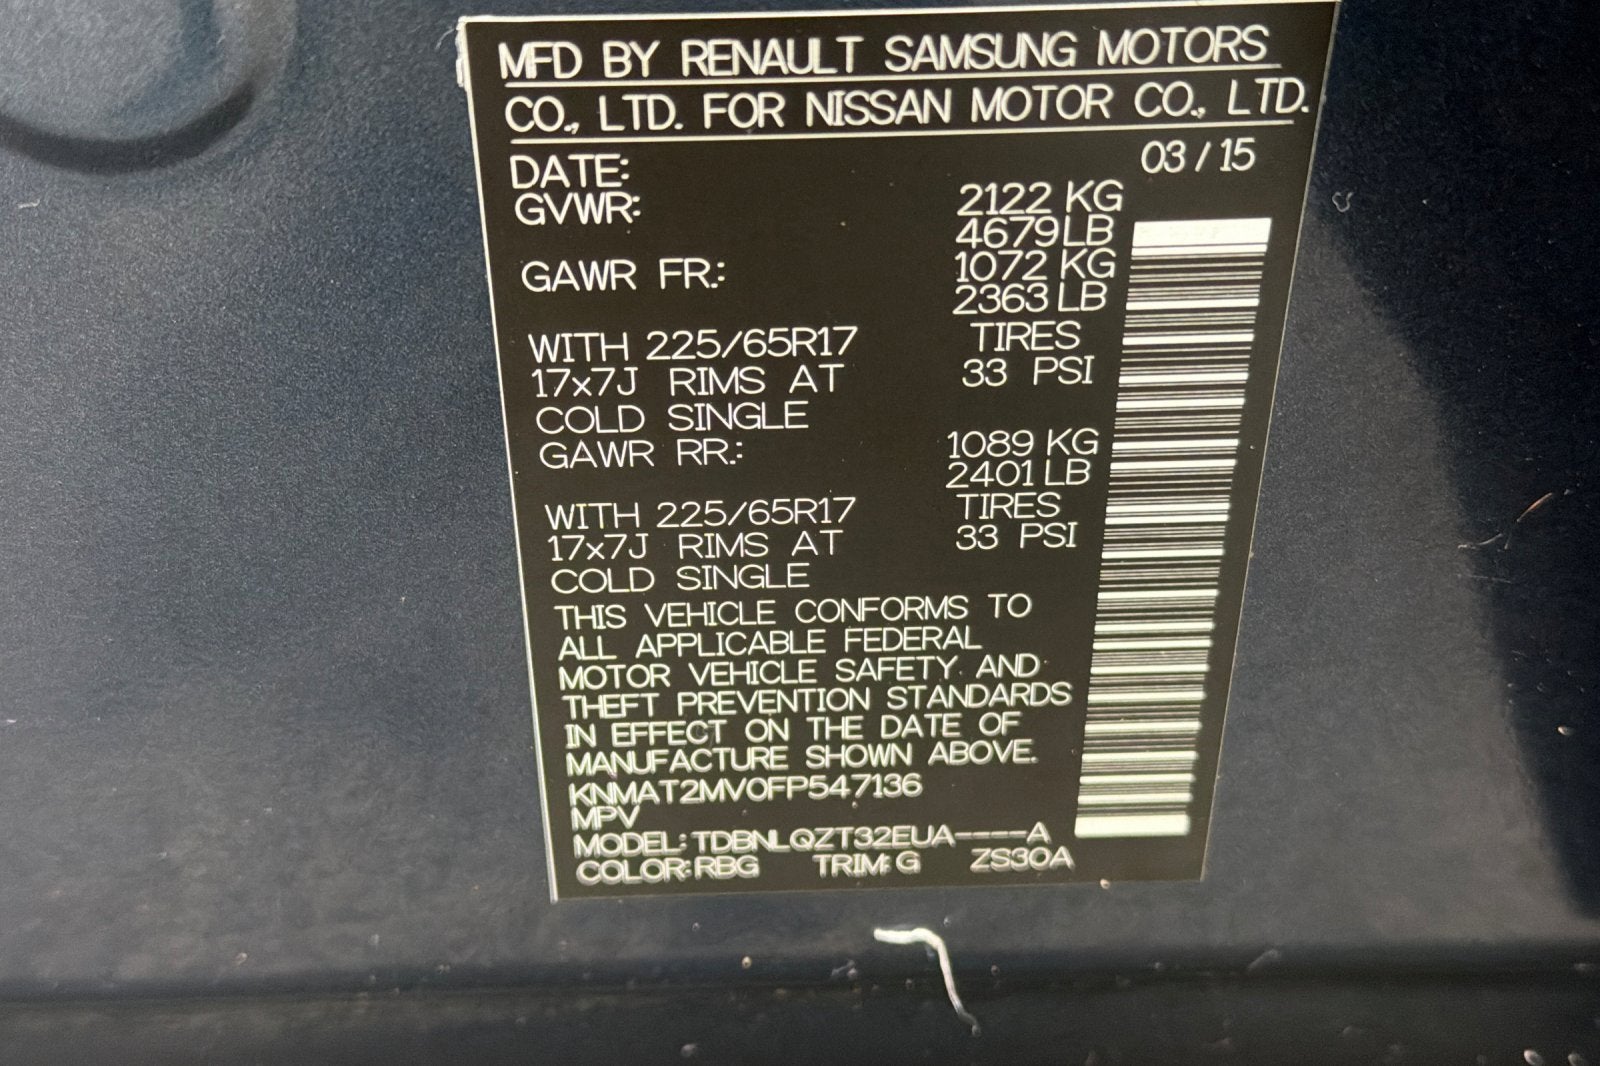 MFD BY RENAULT SAMSUNG MOTORS
CO., LTD. FOR NISSAN MOTOR CO., LTD.
DATE: 03 / 15
GVWR: 2122 KG
4679 LB
GAWR FR.: 1072 KG
2363 LB
WITH 225/65R17 TIRES
17x7J RIMS AT 33 PSI
COLD SINGLE
GAWR RR.: 1089 KG
2401 LB
WITH 225/65R17 TIRES
17x7J RIMS AT 33 PSI
COLD SINGLE
THIS VEHICLE CONFORMS TO
ALL APPLICABLE FEDERAL
MOTOR VEHICLE SAFETY AND
THEFT PREVENTION STANDARDS
IN EFFECT ON THE DATE OF
MANUFACTURE SHOWN ABOVE.
KNMAT2MV0FP547136
MPV
MODEL: TDBNLQZT32EUA----A
COLOR: RBG TRIM: G ZS30A